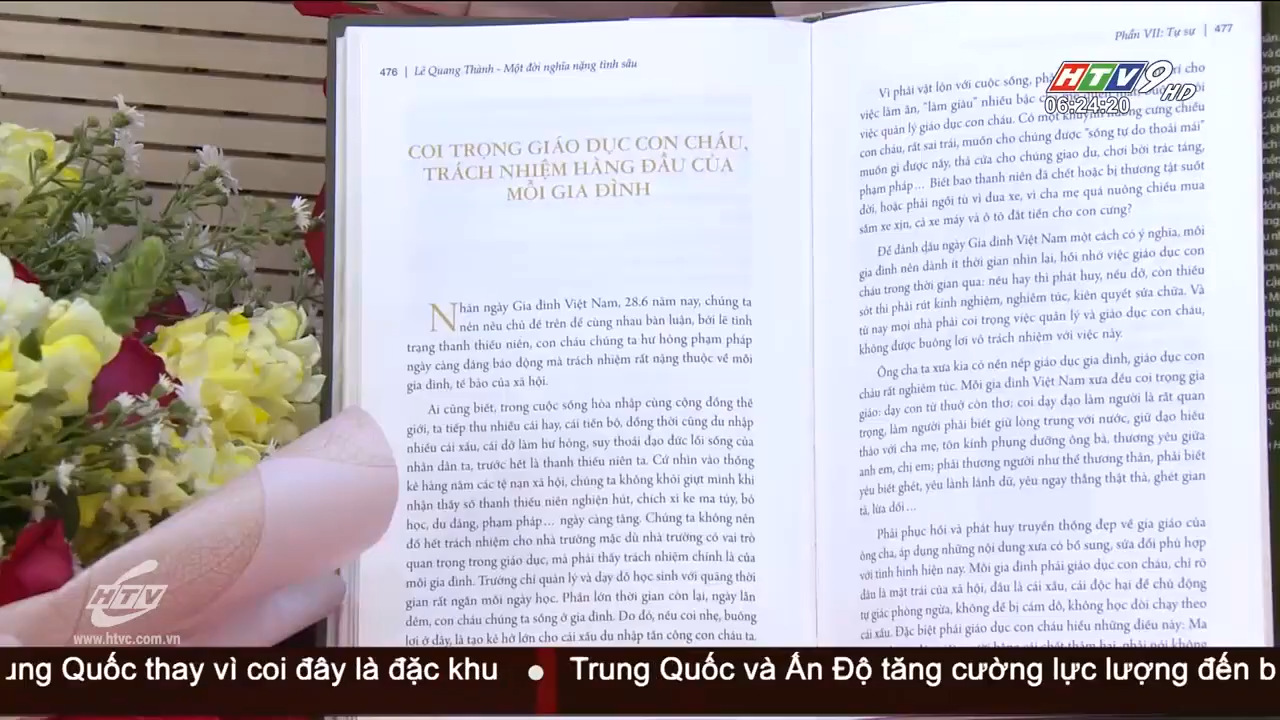 476 | Lê Quang Thành - Một đời nghĩa nặng tình sâu
COI TRỌNG GIÁO DỤC CON CHÁU,
TRÁCH NHIỆM HÀNG ĐẦU CỦA
MỖI GIA ĐÌNH
Nhân ngày Gia đình Việt Nam, 28.6 năm nay, chúng ta
nên nêu chủ đề trên để cùng nhau bàn luận, bởi lẽ tình
trạng thanh thiếu niên, con cháu chúng ta hư hỏng phạm pháp
ngày càng đáng báo động mà trách nhiệm rất nặng thuộc về mỗi
gia đình, tế bào của xã hội.
Ai cũng biết, trong cuộc sống hòa nhập cùng cộng đồng thế
giới, ta tiếp thu nhiều cái hay, cái tiến bộ, đồng thời cũng du nhập
nhiều cái xấu, cái dở làm hư hỏng, suy thoái đạo đức lối sống của
nhân dân ta, trước hết là thanh thiếu niên ta. Cứ nhìn vào thống
kê hàng năm các tệ nạn xã hội, chúng ta không khỏi giựt mình khi
nhận thấy số thanh thiếu niên nghiện hút, chích xì ke ma túy, bỏ
học, du đãng, phạm pháp… ngày càng tăng. Chúng ta không nên
đổ hết trách nhiệm cho nhà trường mặc dù nhà trường có vai trò
quan trọng trong giáo dục, mà phải thấy trách nhiệm chính là của
mỗi gia đình. Trường chỉ quản lý và dạy dỗ học sinh với quãng thời
gian rất ngắn mỗi ngày học. Phần lớn thời gian còn lại, ngày lẫn
đêm, con cháu chúng ta sống ở gia đình. Do đó, nếu coi nhẹ, buông
lơi ở đây, là tạo kẽ hở lớn cho cái xấu du nhập tấn công con cháu ta.
Phần VII: Tự sự | 477
Vì phải vật lộn với cuộc sống, phải trí cho
việc làm ăn, "làm giàu" nhiều bậc
việc quản lý giáo dục con cháu. Có một khuynh hướng cưng chiều
con cháu, rất sai trái, muốn cho chúng được "sống tự do thoải mái"
muốn gì được nấy, thả cửa cho chúng giao du, chơi bời trác táng,
phạm pháp… Biết bao thanh niên đã chết hoặc bị thương tật suốt
đời, hoặc phải ngồi tù vì đua xe, vì cha mẹ quá nuông chiều mua
sắm xe xịn, cả xe máy và ô tô đắt tiền cho con cưng?
Để đánh dấu ngày Gia đình Việt Nam một cách có ý nghĩa, mỗi
gia đình nên dành ít thời gian nhìn lại, hồi nhớ việc giáo dục con
cháu trong thời gian qua: nếu hay thì phát huy, nếu dở, còn thiếu
sót thì phải rút kinh nghiệm, nghiêm túc, kiên quyết sửa chữa. Và
từ nay mọi nhà phải coi trọng việc quản lý và giáo dục con cháu,
không được buông lơi vô trách nhiệm với việc này.
Ông cha ta xưa kia có nền nếp giáo dục gia đình, giáo dục con
cháu rất nghiêm túc. Mỗi gia đình Việt Nam xưa đều coi trọng gia
giáo: dạy con từ thuở còn thơ; coi dạy đạo làm người là rất quan
trọng, làm người phải biết giữ lòng trung với nước, giữ đạo hiếu
thảo với cha mẹ, tôn kính phụng dưỡng ông bà, thương yêu giữa
anh em, chị em; phải thương người như thể thương thân, phải biết
yêu biết ghét, yêu lành lánh dữ, yêu ngay thẳng thật thà, ghét gian
tà, lừa dối…
Phải phục hồi và phát huy truyền thống đẹp về gia giáo của
ông cha, áp dụng những nội dung xưa có bổ sung, sửa đổi phù hợp
với tình hình hiện nay. Mỗi gia đình phải giáo dục con cháu, chỉ rõ
đâu là mặt trái của xã hội, đâu là cái xấu, cái độc hại để chủ động
tự giác phòng ngừa, không để bị cám dỗ, không học đòi chạy theo
cái xấu. Đặc biệt phải giáo dục con cháu hiểu những điều này: Ma
HTV9 HD
06:24:20
HTV
www.htvc.com.vn
ung Quốc thay vì coi đây là đặc khu ● Trung Quốc và Ấn Độ tăng cường lực lượng đến b